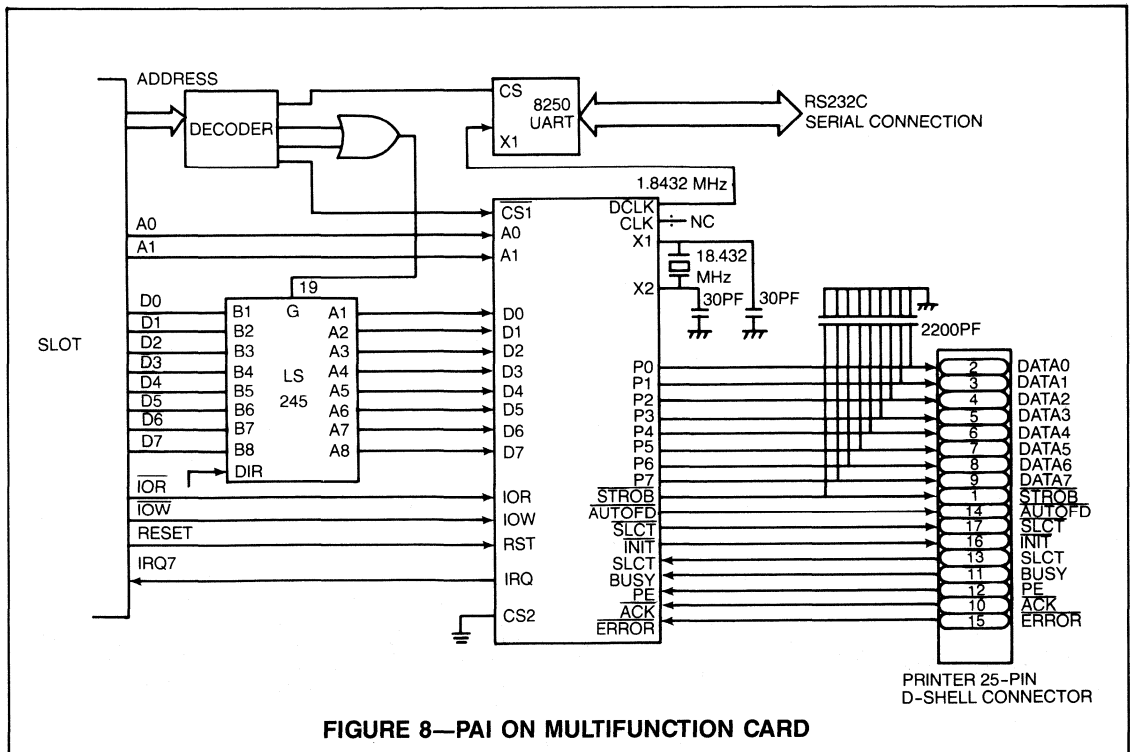 ADDRESS
DECODER
CS
8250
UART
X1
RS232C
SERIAL CONNECTION
1.8432 MHz
CS1
A0
A1
DCLK
CLK
NC
X1
X2
18.432
MHz
30PF
30PF
2200PF
A0
A1
SLOT
D0
D1
D2
D3
D4
D5
D6
D7
19
G
B1
B2
B3
B4
B5
B6
B7
B8
DIR
LS
245
A1
A2
A3
A4
A5
A6
A7
A8
D0
D1
D2
D3
D4
D5
D6
D7
IOR
IOW
RESET
IRQ7
IOR
IOW
RST
IRQ
CS2
P0
P1
P2
P3
P4
P5
P6
P7
STROB
AUTOFD
SLCT
INIT
SLCT
BUSY
PE
ACK
ERROR
2 DATA0
3 DATA1
4 DATA2
5 DATA3
6 DATA4
7 DATA5
8 DATA6
9 DATA7
1 STROB
14 AUTOFD
17 SLCT
16 INIT
13 SLCT
11 BUSY
12 PE
10 ACK
15 ERROR
PRINTER 25-PIN
D-SHELL CONNECTOR
FIGURE 8—PAI ON MULTIFUNCTION CARD